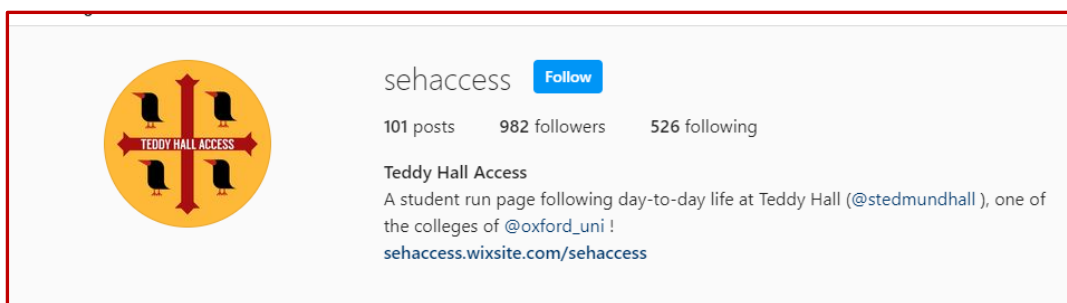 sehaccess Follow
101 posts 982 followers 526 following
TEDDY HALL ACCESS
Teddy Hall Access
A student run page following day-to-day life at Teddy Hall (@stedmundhall ), one of
the colleges of @oxford_uni !
sehaccess.wixsite.com/sehaccess